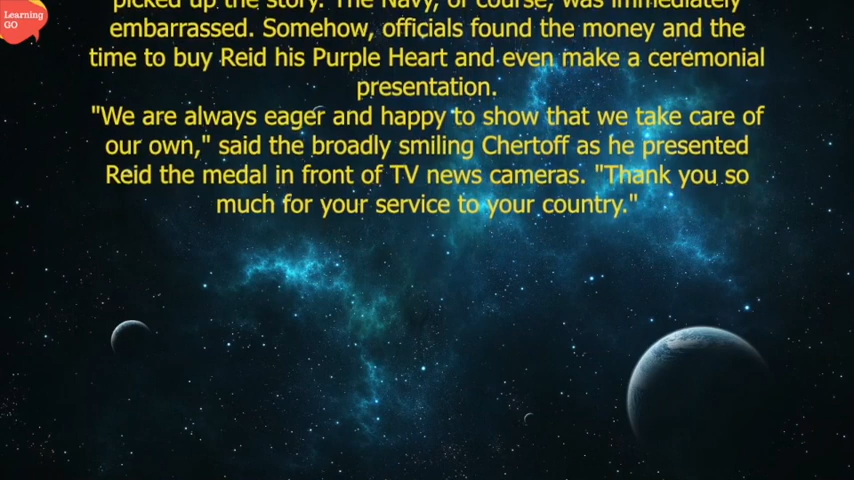 Learning
GO
picked up the story. The Navy, of course, was immediately
embarrassed. Somehow, officials found the money and the
time to buy Reid his Purple Heart and even make a ceremonial
presentation.
"We are always eager and happy to show that we take care of
our own," said the broadly smiling Chertoff as he presented
Reid the medal in front of TV news cameras. "Thank you so
much for your service to your country."